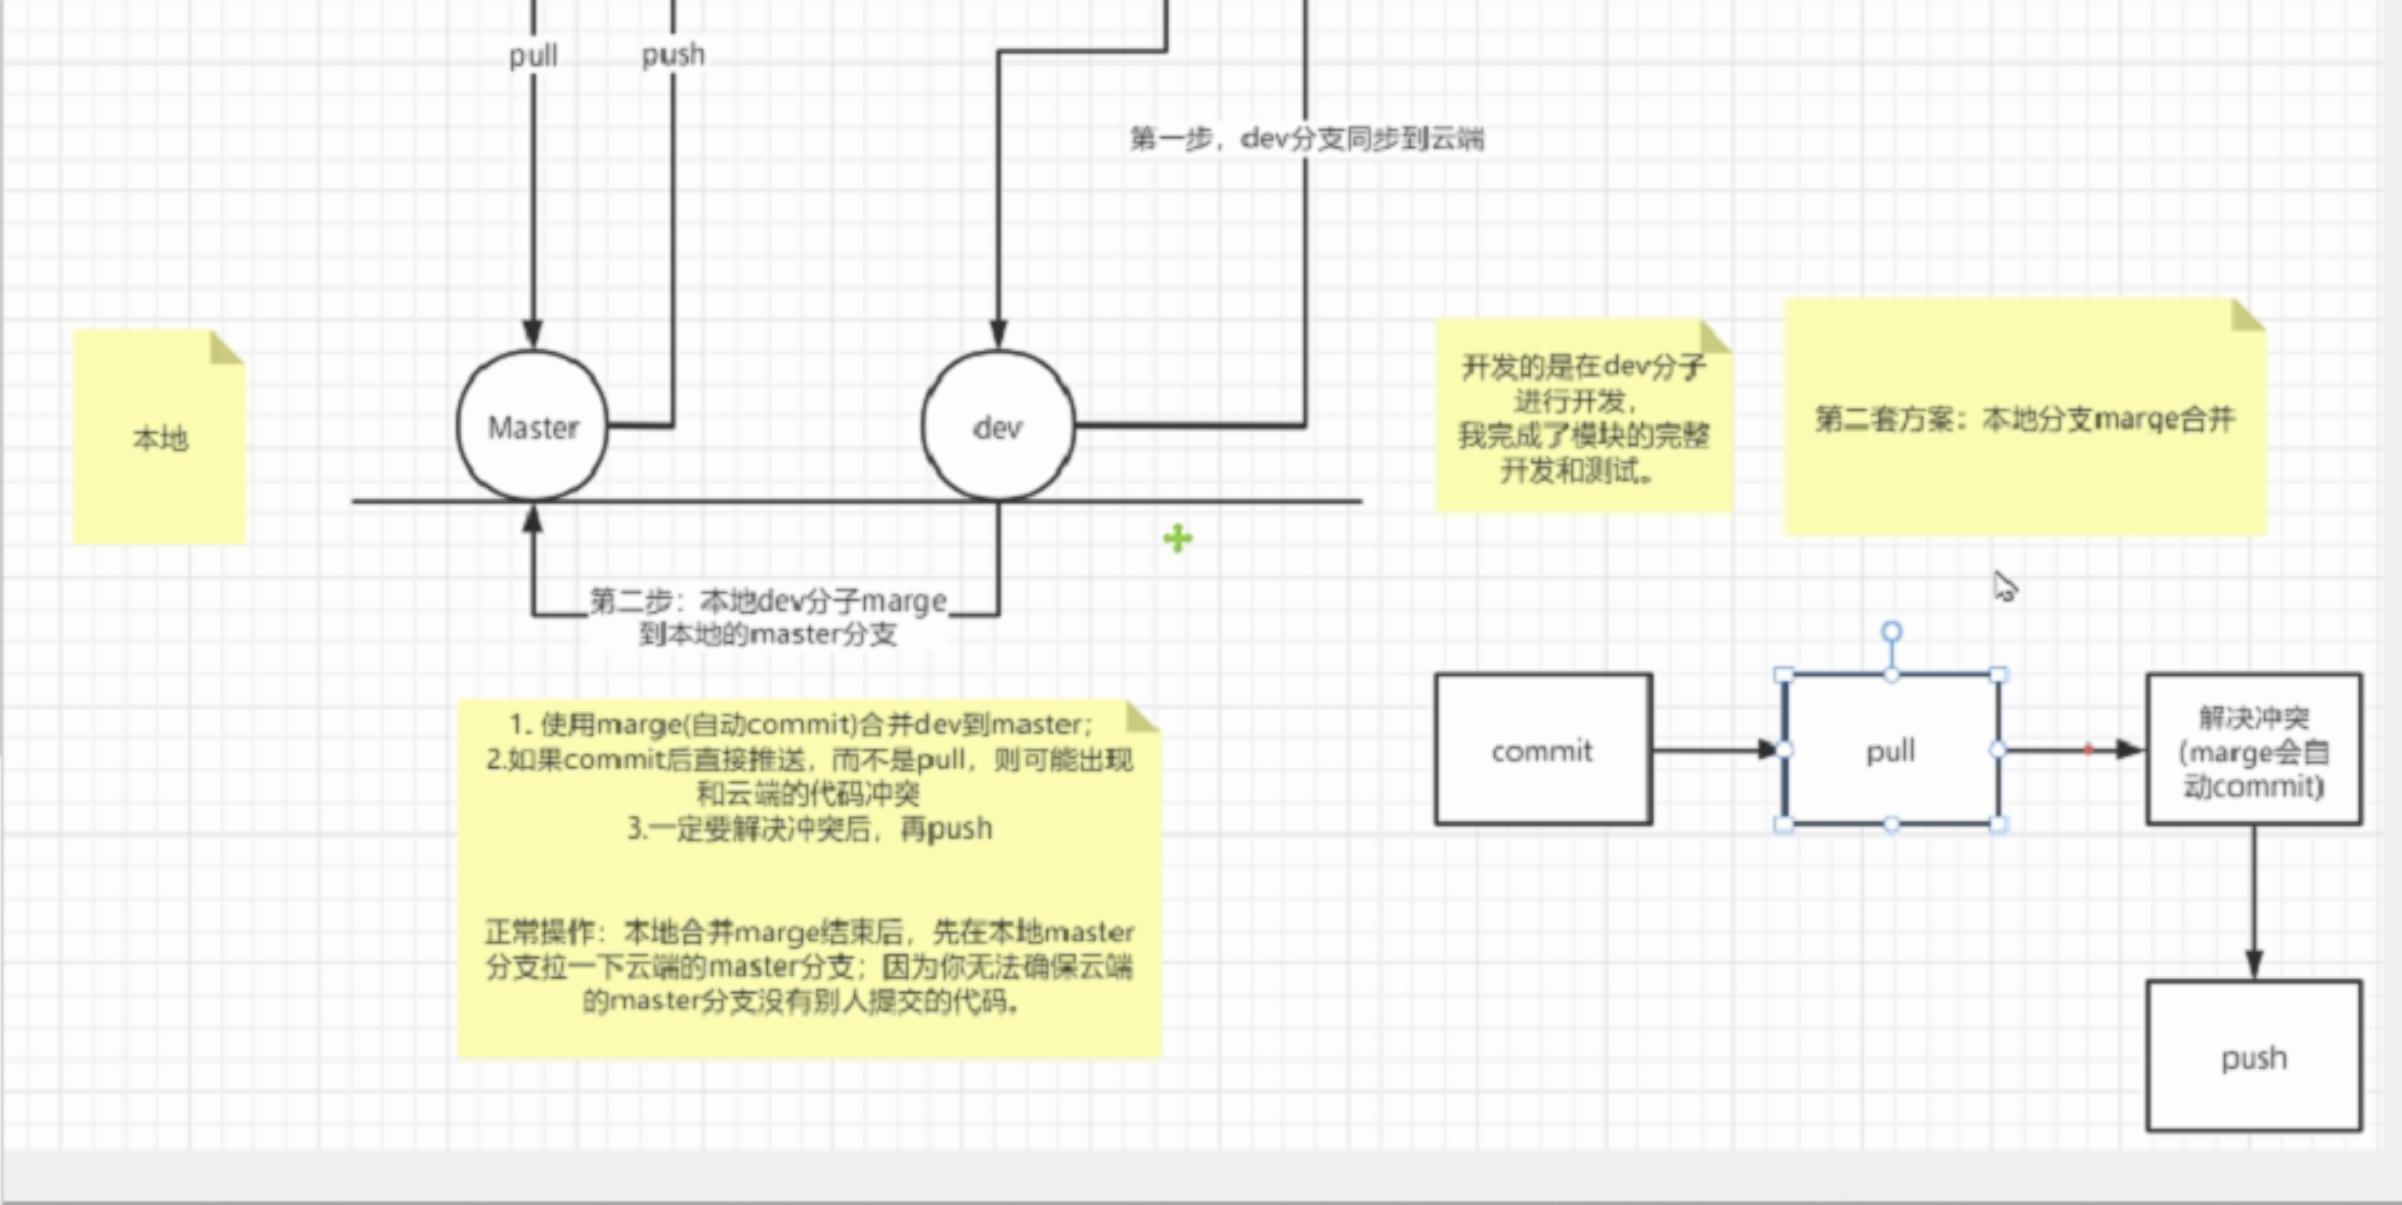 pull
push
第一步，dev分支同步到云端
本地
Master
dev
开发的是在dev分子
进行开发，
我完成了模块的完整
开发和测试。
第二套方案：本地分支marge合并
第二步：本地dev分子marge
到本地的master分支
1. 使用marge(自动commit)合并dev到master；
2.如果commit后直接推送，而不是pull，则可能出现
和云端的代码冲突
3.一定要解决冲突后，再push
正常操作：本地合并marge结束后，先在本地master
分支拉一下云端的master分支；因为你无法确保云端
的master分支没有别人提交的代码。
commit
pull
解决冲突
(marge会自
动commit)
push